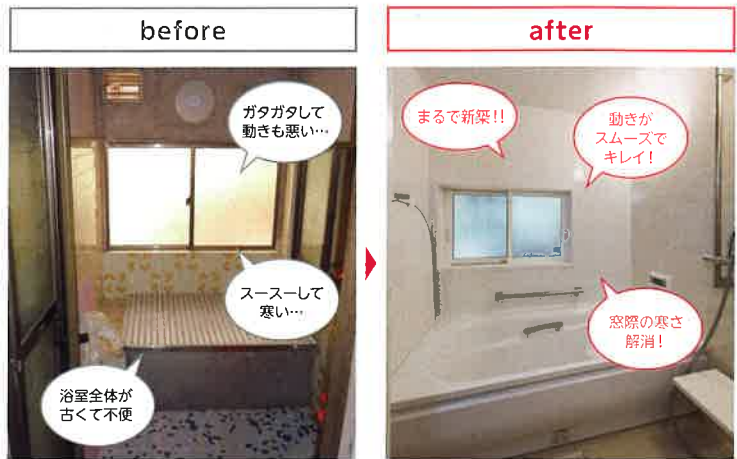 before
after
ガタガタして
動きも悪い…
スースーして
寒い…
浴室全体が
古くて不便
まるで新築!!
動きが
スムーズで
キレイ!
窓際の寒さ
解消!